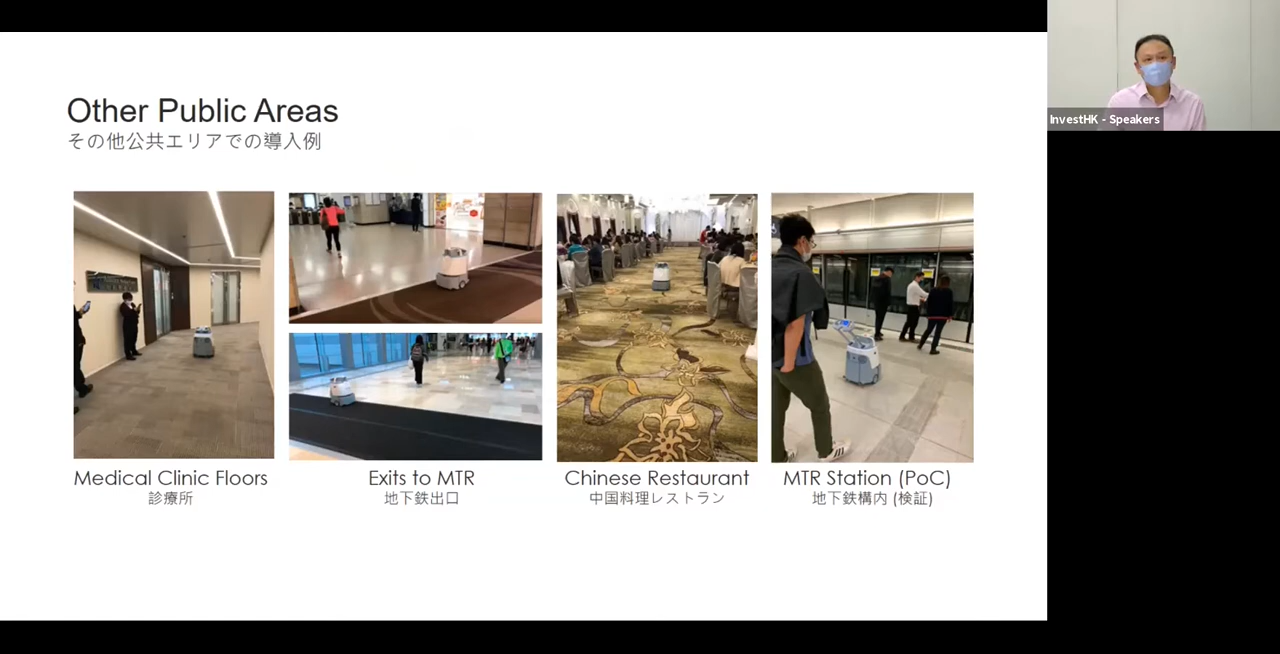 Other Public Areas
その他公共エリアでの導入例
InvestHK - Speakers
Medical Clinic Floors
診療所
Exits to MTR
地下鉄出口
Chinese Restaurant
中国料理レストラン
MTR Station (PoC)
地下鉄構内 (検証)